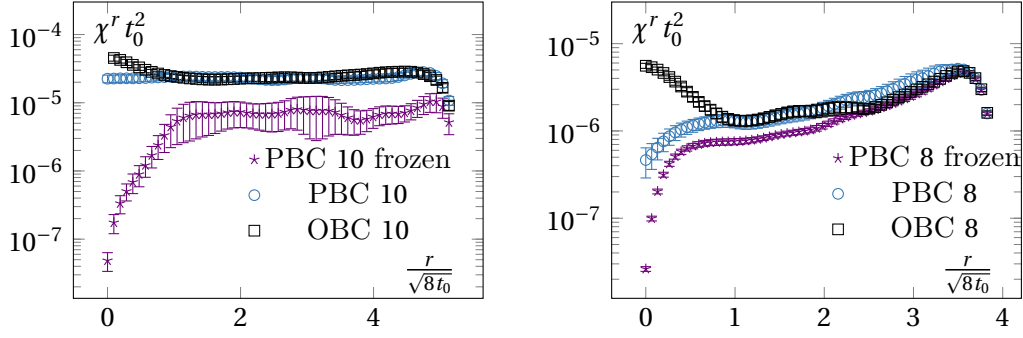 χ^r t_0^2
10^{-4}
10^{-5}
10^{-6}
10^{-7}
PBC 10 frozen
PBC 10
OBC 10
r/√8t_0
0 2 4
χ^r t_0^2
10^{-5}
10^{-6}
10^{-7}
PBC 8 frozen
PBC 8
OBC 8
r/√8t_0
0 1 2 3 4